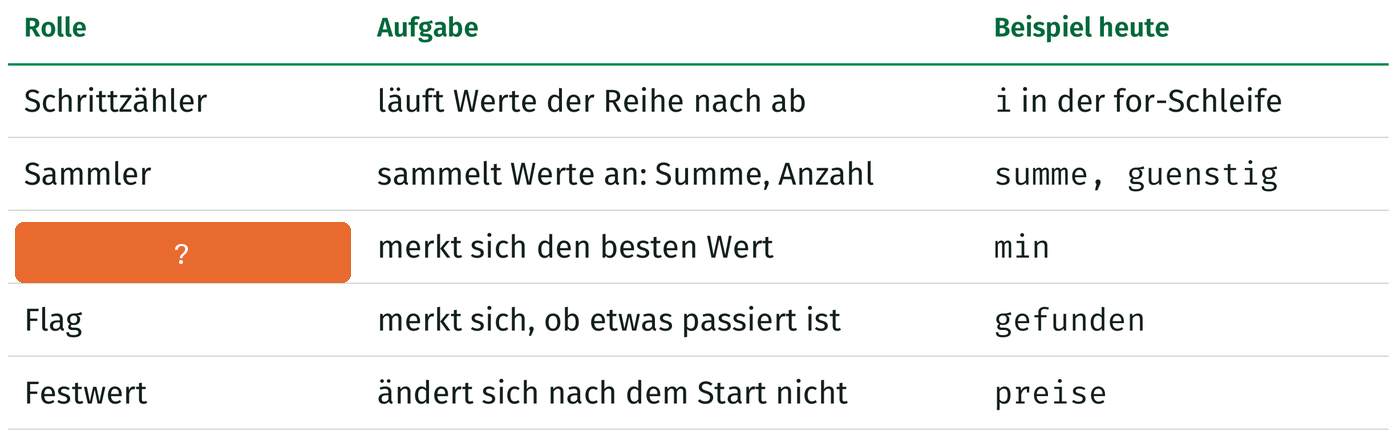 Rolle Aufgabe Beispiel heute
Schrittzähler läuft Werte der Reihe nach ab i in der for-Schleife
Sammler sammelt Werte an: Summe, Anzahl summe, guenstig
? merkt sich den besten Wert min
Flag merkt sich, ob etwas passiert ist gefunden
Festwert ändert sich nach dem Start nicht preise